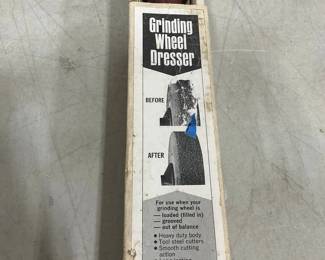 Grinding
Wheel
Dresser
BEFORE
AFTER
For use when your
grinding wheel is
— loaded (filled in)
— grooved
— out of balance
• Heavy duty body
• Tool steel cutters
• Smooth cutting
action